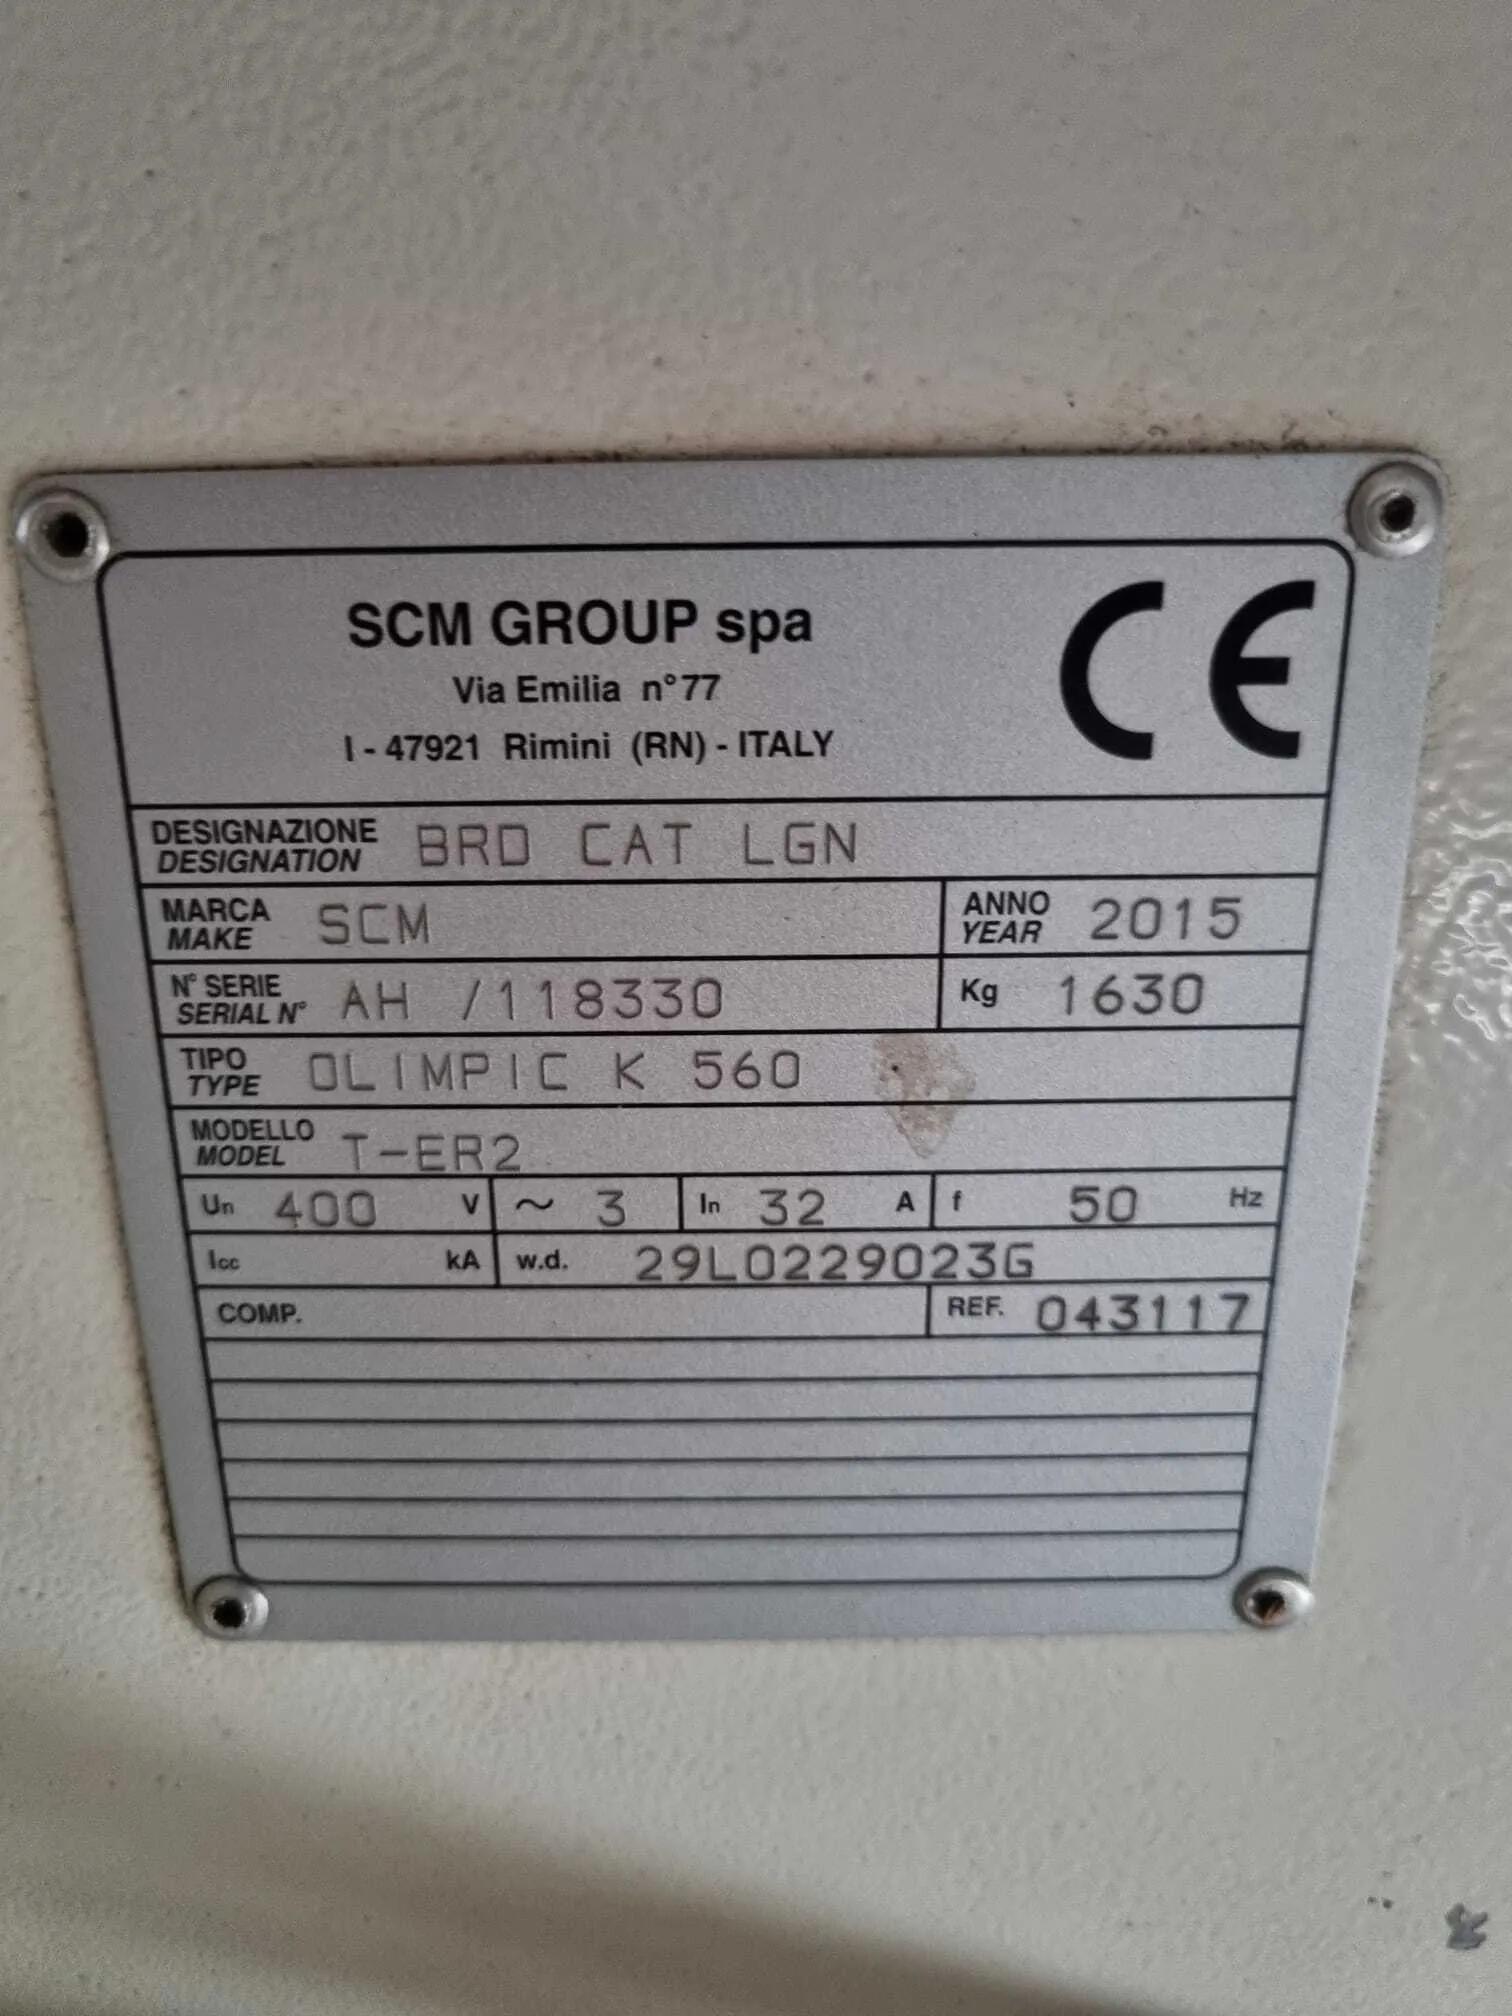 SCM GROUP spa
Via Emilia n°77
I - 47921 Rimini (RN) - ITALY
CE
DESIGNAZIONE
DESIGNATION BRD CAT LGN
MARCA
MAKE SCM
ANNO
YEAR 2015
N° SERIE
SERIAL N° AH /118330
Kg 1630
TIPO
TYPE OLIMPIC K 560
MODELLO
MODEL T-ER2
Un 400 V ~ 3 In 32 A f 50 Hz
Icc kA w.d. 29L0229023G
COMP. REF. 043117